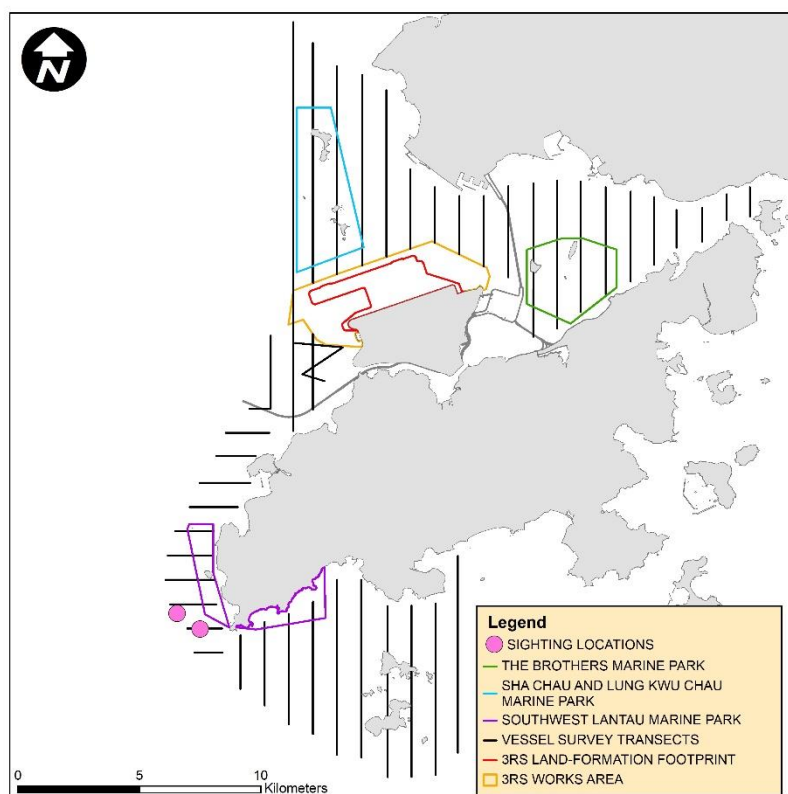 N
Legend
SIGHTING LOCATIONS
THE BROTHERS MARINE PARK
SHA CHAU AND LUNG KWU CHAU
MARINE PARK
SOUTHWEST LANTAU MARINE PARK
VESSEL SURVEY TRANSECTS
3RS LAND-FORMATION FOOTPRINT
3RS WORKS AREA
0 5 10
Kilometers